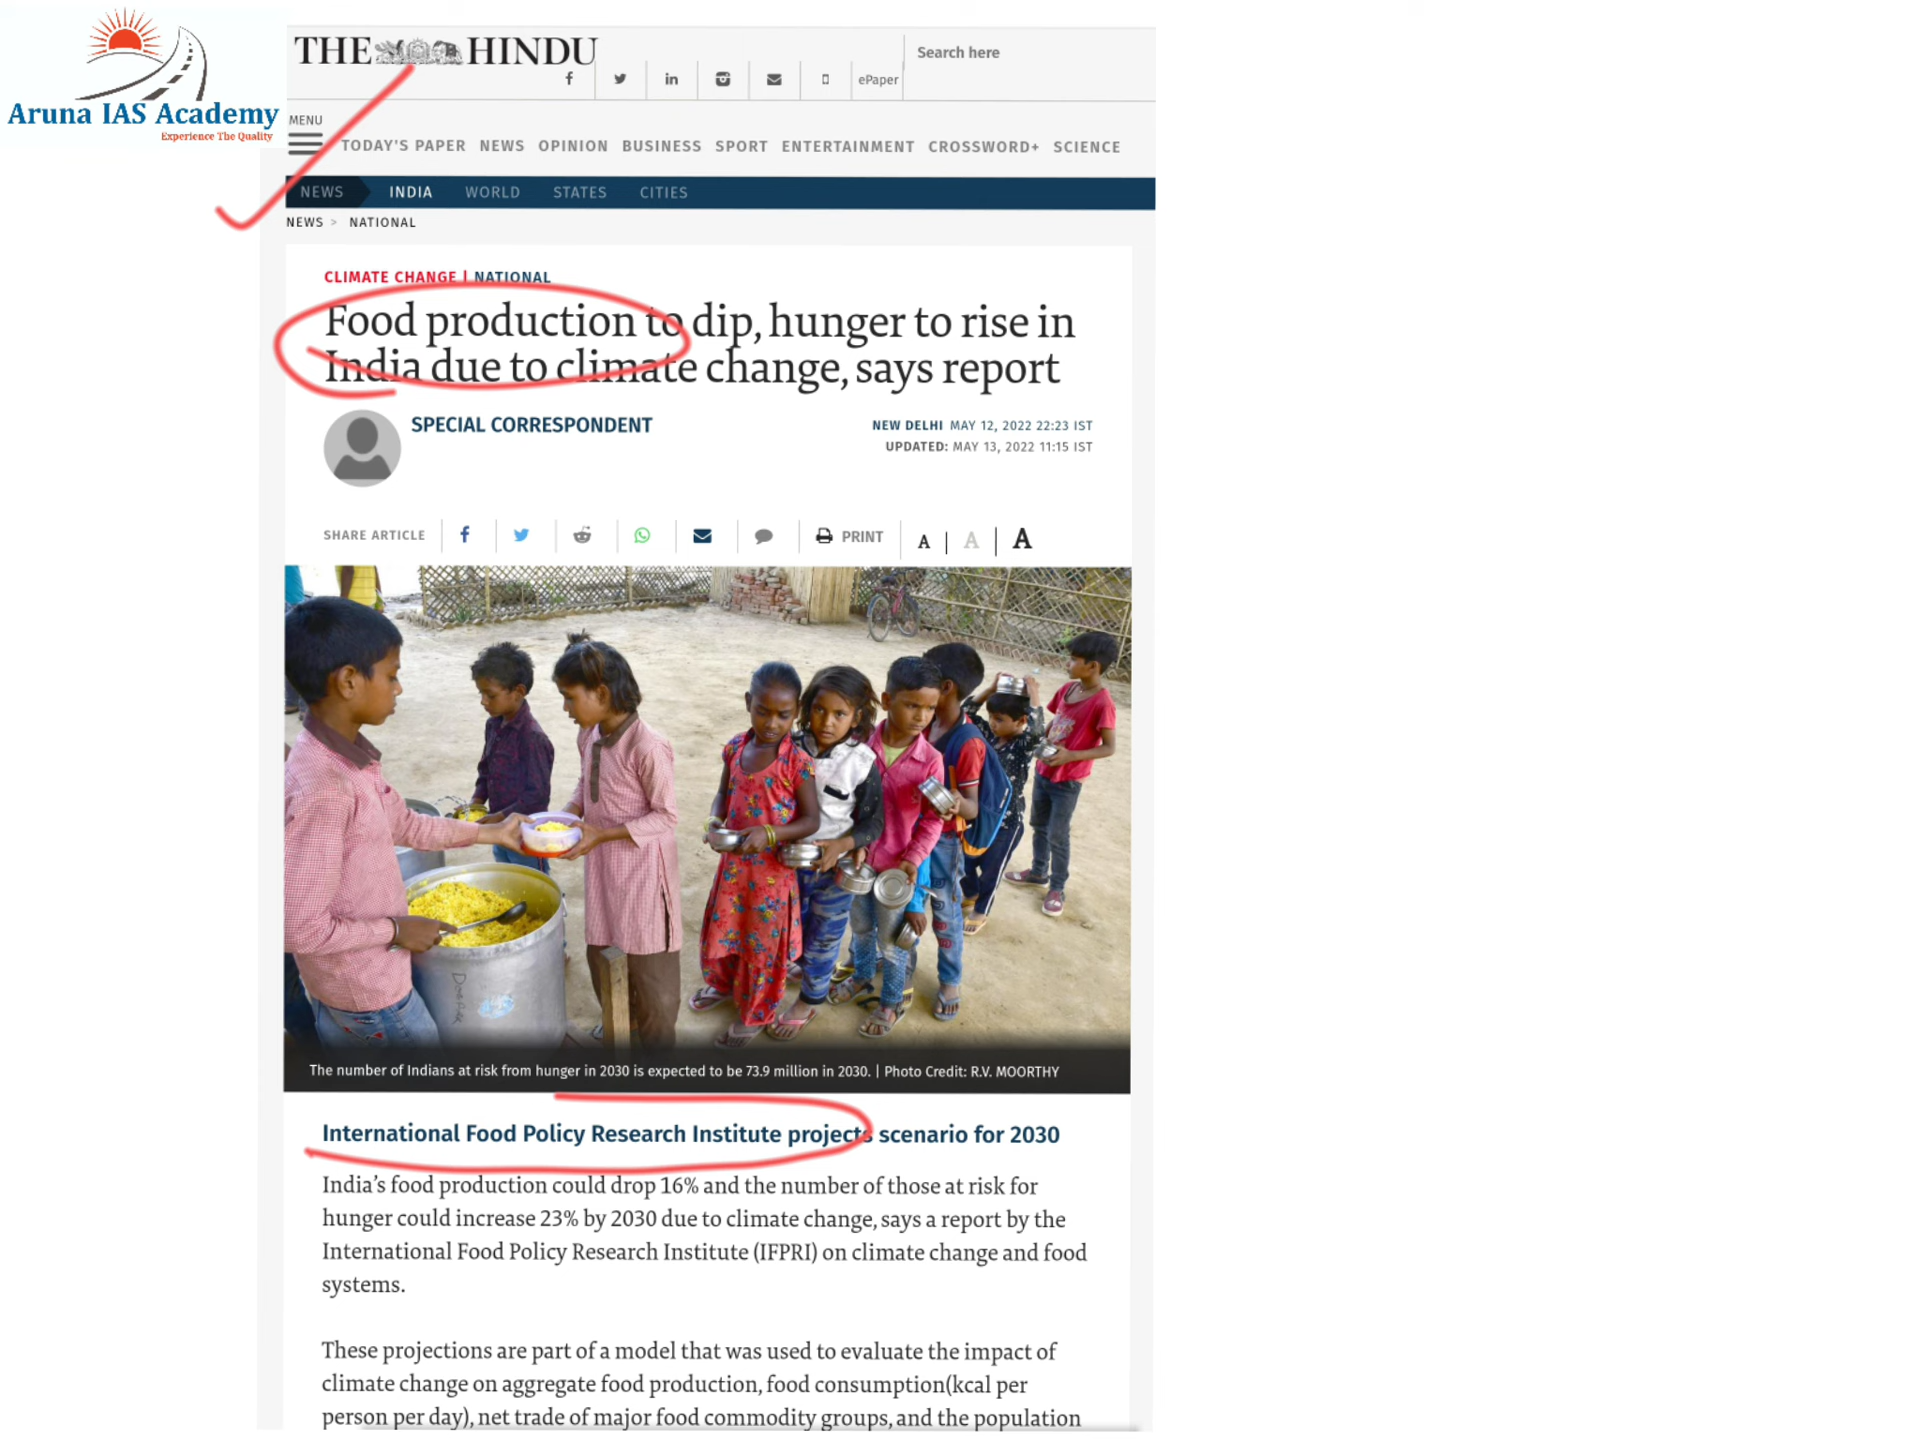 Aruna IAS Academy
Experience The Quality
THE HINDU
Search here
ePaper
MENU
TODAY'S PAPER NEWS OPINION BUSINESS SPORT ENTERTAINMENT CROSSWORD+ SCIENCE
NEWS INDIA WORLD STATES CITIES
NEWS > NATIONAL
CLIMATE CHANGE | NATIONAL
Food production to dip, hunger to rise in
India due to climate change, says report
SPECIAL CORRESPONDENT
NEW DELHI MAY 12, 2022 22:23 IST
UPDATED: MAY 13, 2022 11:15 IST
SHARE ARTICLE PRINT A | A | A
The number of Indians at risk from hunger in 2030 is expected to be 73.9 million in 2030. | Photo Credit: R.V. MOORTHY
International Food Policy Research Institute projects scenario for 2030
India's food production could drop 16% and the number of those at risk for
hunger could increase 23% by 2030 due to climate change, says a report by the
International Food Policy Research Institute (IFPRI) on climate change and food
systems.
These projections are part of a model that was used to evaluate the impact of
climate change on aggregate food production, food consumption(kcal per
person per day), net trade of major food commodity groups, and the population